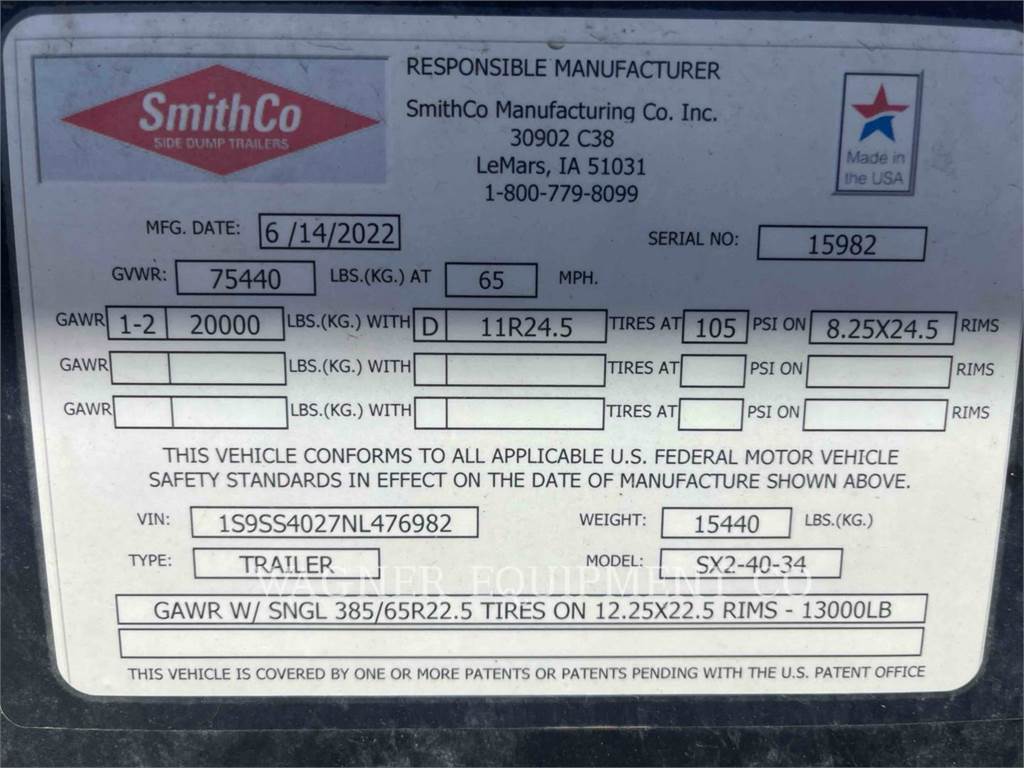 SmithCo
SIDE DUMP TRAILERS
RESPONSIBLE MANUFACTURER
SmithCo Manufacturing Co. Inc.
30902 C38
LeMars, IA 51031
1-800-779-8099
Made in
the USA
MFG. DATE: 6 /14/2022
SERIAL NO: 15982
GVWR: 75440 LBS.(KG.) AT 65 MPH.
GAWR 1-2 20000 LBS.(KG.) WITH D 11R24.5 TIRES AT 105 PSI ON 8.25X24.5 RIMS
GAWR LBS.(KG.) WITH TIRES AT PSI ON RIMS
GAWR LBS.(KG.) WITH TIRES AT PSI ON RIMS
THIS VEHICLE CONFORMS TO ALL APPLICABLE U.S. FEDERAL MOTOR VEHICLE
SAFETY STANDARDS IN EFFECT ON THE DATE OF MANUFACTURE SHOWN ABOVE.
VIN: 1S9SS4027NL476982 WEIGHT: 15440 LBS.(KG.)
TYPE: TRAILER MODEL: SX2-40-34
WAGNER EQUIPMENT CO
GAWR W/ SNGL 385/65R22.5 TIRES ON 12.25X22.5 RIMS - 13000LB
THIS VEHICLE IS COVERED BY ONE OR MORE PATENTS OR PATENTS PENDING WITH THE U.S. PATENT OFFICE